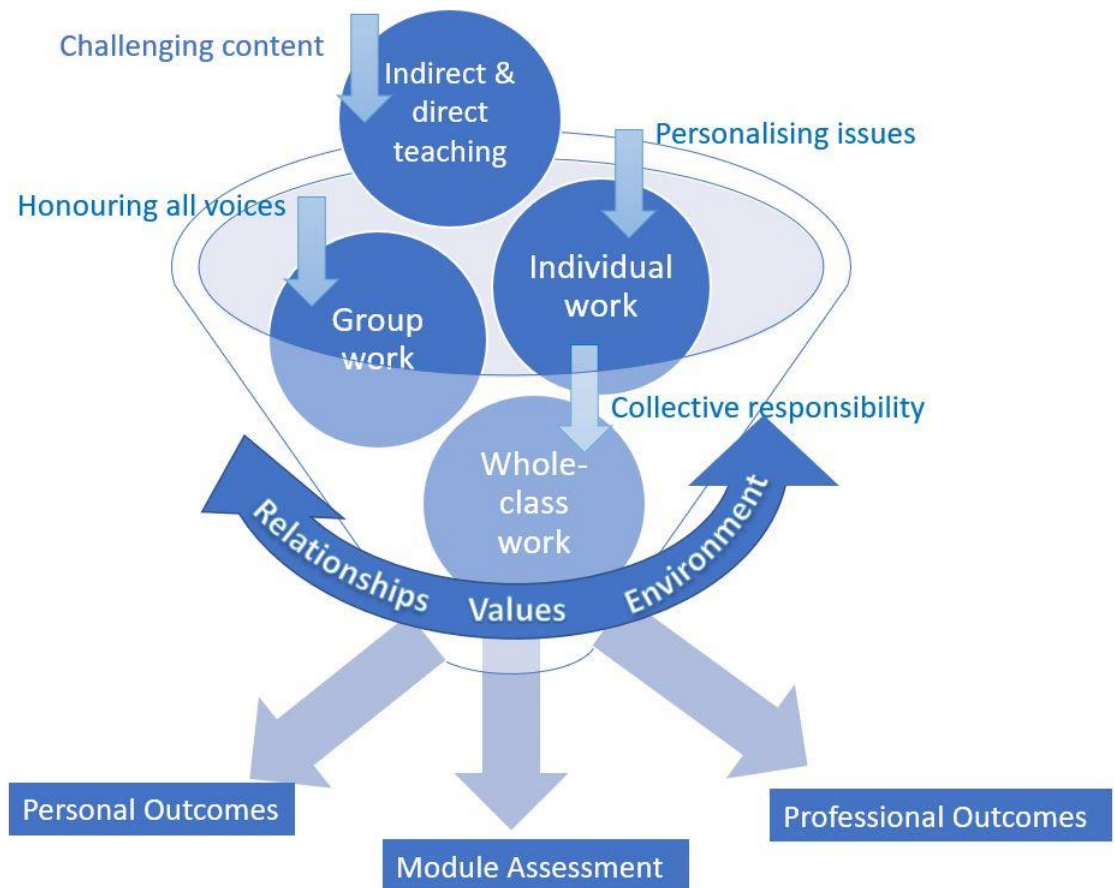 Challenging content
Indirect &
direct
teaching
Personalising issues
Honouring all voices
Individual
work
Group
work
Collective responsibility
Whole-
class
work
Relationships
Values
Environment
Personal Outcomes
Professional Outcomes
Module Assessment